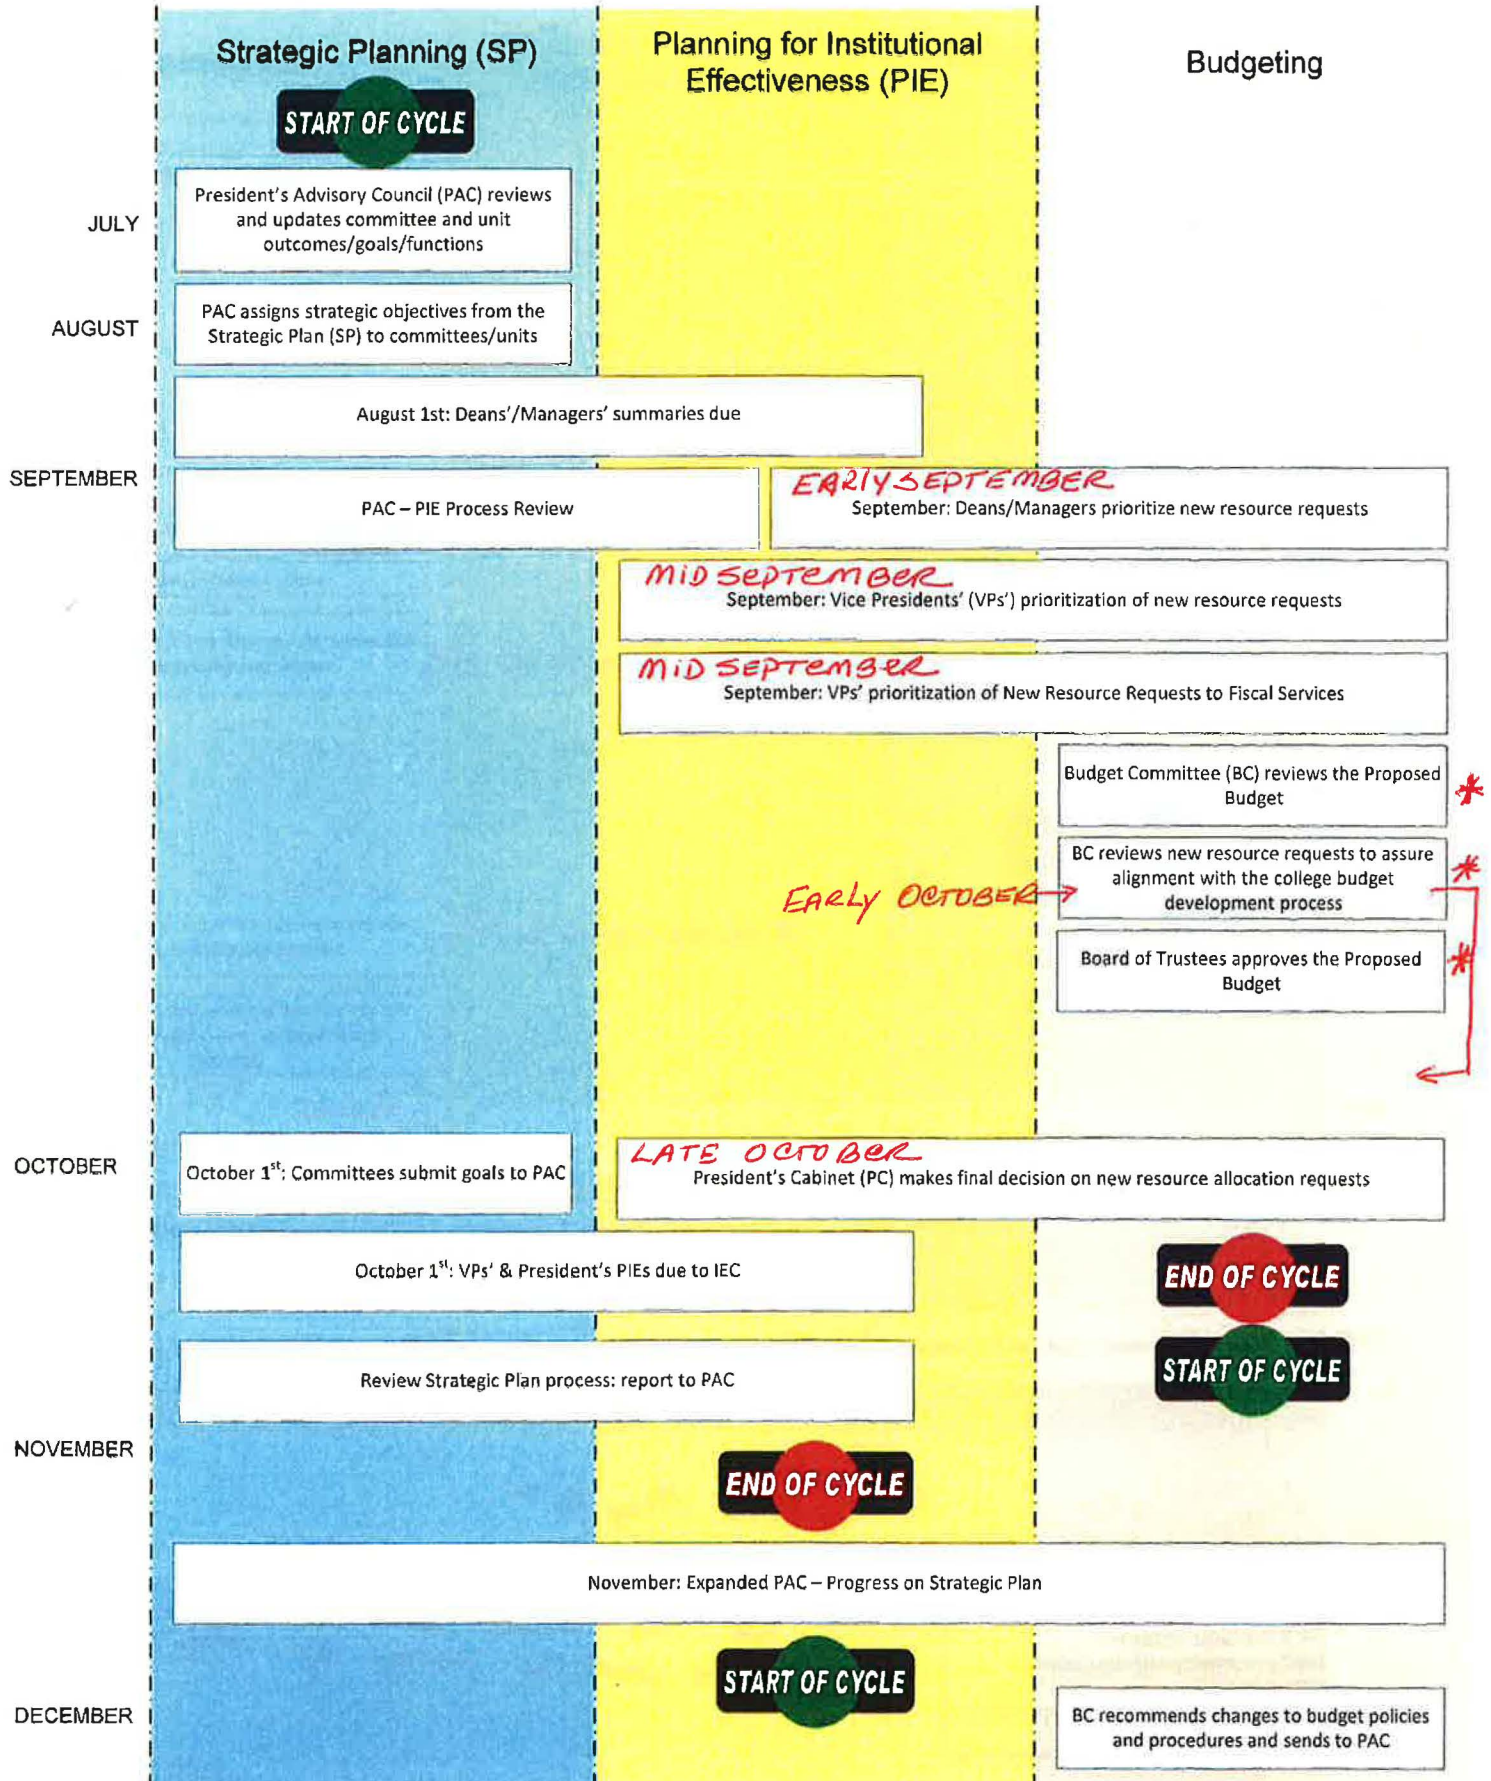 Strategic Planning (SP)
Planning for Institutional
Effectiveness (PIE)
Budgeting
START OF CYCLE
JULY
President's Advisory Council (PAC) reviews
and updates committee and unit
outcomes/goals/functions
AUGUST
PAC assigns strategic objectives from the
Strategic Plan (SP) to committees/units
August 1st: Deans'/Managers' summaries due
SEPTEMBER
PAC – PIE Process Review
EARLY SEPTEMBER
September: Deans/Managers prioritize new resource requests
MID SEPTEMBER
September: Vice Presidents' (VPs') prioritization of new resource requests
MID SEPTEMBER
September: VPs' prioritization of New Resource Requests to Fiscal Services
Budget Committee (BC) reviews the Proposed
Budget
*
BC reviews new resource requests to assure
alignment with the college budget
development process
*
EARLY OCTOBER
Board of Trustees approves the Proposed
Budget
*
OCTOBER
October 1st: Committees submit goals to PAC
LATE OCTOBER
President's Cabinet (PC) makes final decision on new resource allocation requests
October 1st: VPs' & President's PIEs due to IEC
END OF CYCLE
START OF CYCLE
Review Strategic Plan process: report to PAC
NOVEMBER
END OF CYCLE
November: Expanded PAC – Progress on Strategic Plan
START OF CYCLE
DECEMBER
BC recommends changes to budget policies
and procedures and sends to PAC